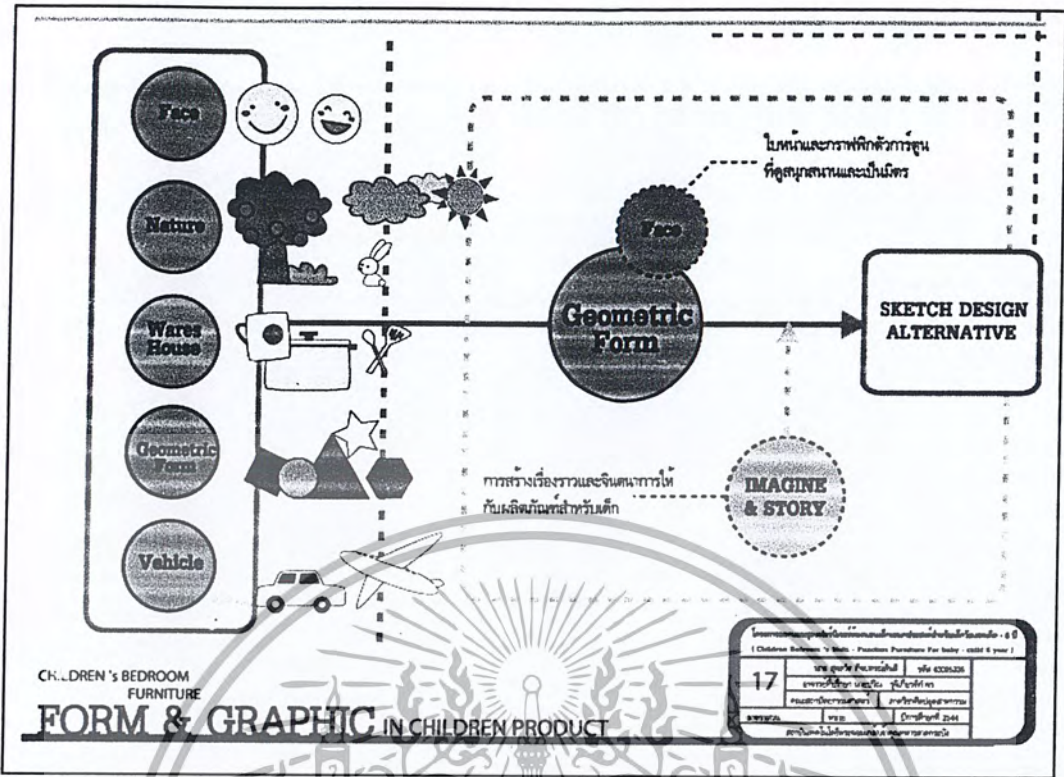 Face
Nature
Wares
House
Geometric
Form
Vehicle
ใบหน้าและกราฟฟิกตัวการ์ตูน
ที่ดูสนุกสนานและเป็นมิตร
Face
Geometric
Form
SKETCH DESIGN
ALTERNATIVE
การสร้างเรื่องราวและจินตนาการให้
กับผลิตภัณฑ์สำหรับเด็ก
IMAGINE
& STORY
CHILDREN's BEDROOM
FURNITURE
FORM & GRAPHIC IN CHILDREN PRODUCT
( Children Bedroom 's Multi - Function Furniture For baby - child 6 year )
17